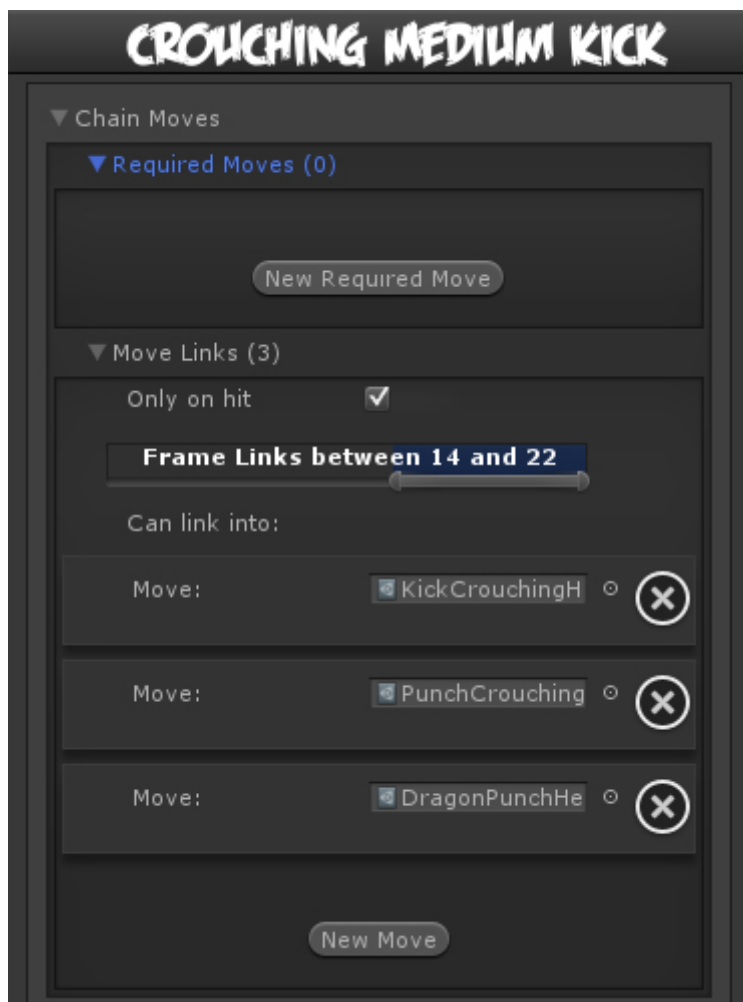 CROUCHING MEDIUM KICK
Chain Moves
Required Moves (0)
New Required Move
Move Links (3)
Only on hit
Frame Links between 14 and 22
Can link into:
Move: KickCrouchingH
Move: PunchCrouching
Move: DragonPunchHe
New Move